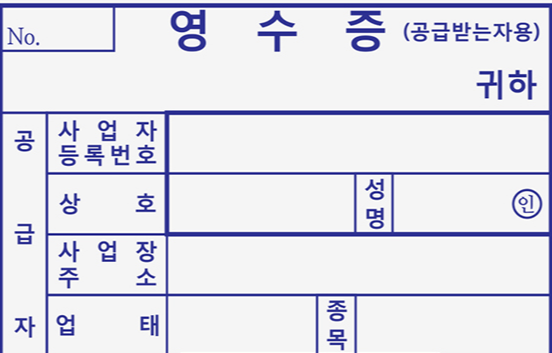 No.
영 수 증 (공급받는자용)
귀하
공 급 자
사 업 자
등록번호
상 호
성명
인
사 업 장
주 소
업 태
종목